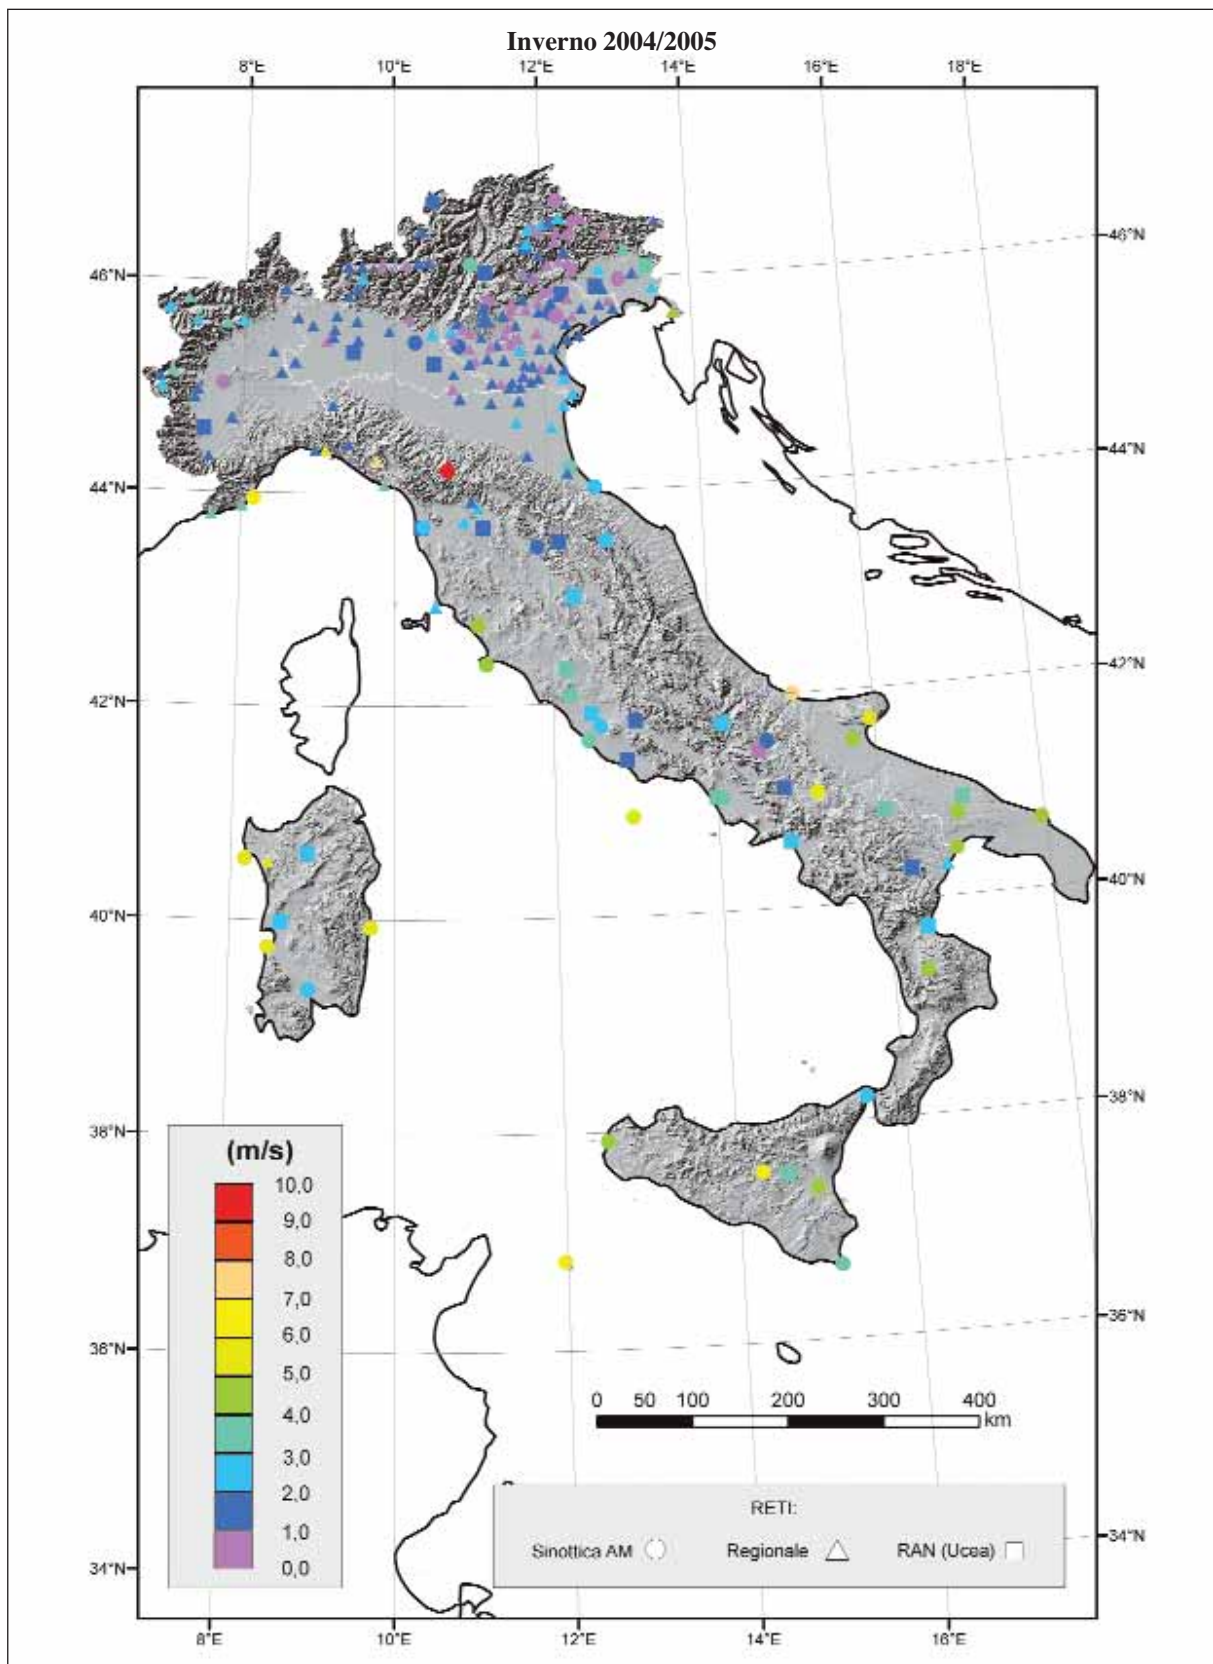 Inverno 2004/2005
8°E 10°E 12°E 14°E 16°E 18°E
46°N
46°N
44°N
44°N
42°N
42°N
40°N
40°N
38°N
38°N
36°N
36°N
34°N
34°N
(m/s)
10,0
9,0
8,0
7,0
6,0
5,0
4,0
3,0
2,0
1,0
0,0
0 50 100 200 300 400
km
RETI:
Sinottica AM Regionale RAN (Ucea)
8°E 10°E 12°E 14°E 16°E